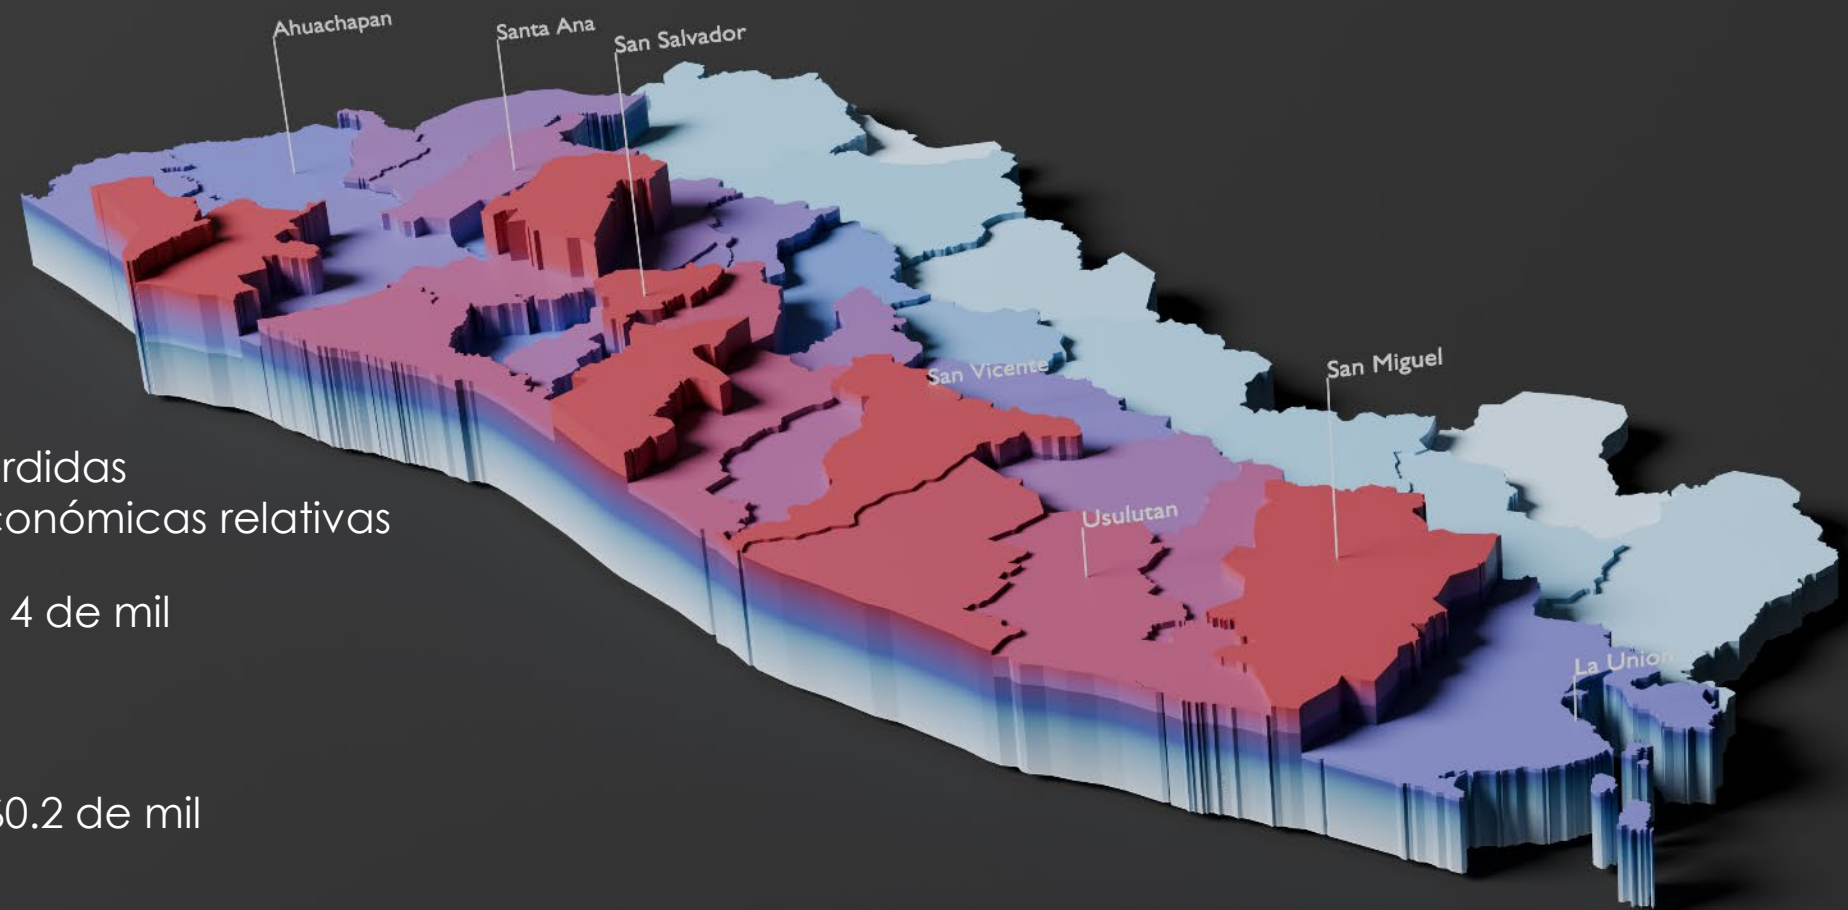 Ahuachapan
Santa Ana
San Salvador
San Vicente
San Miguel
Usulutan
La Union
rdidas
conómicas relativas
4 de mil
0.2 de mil